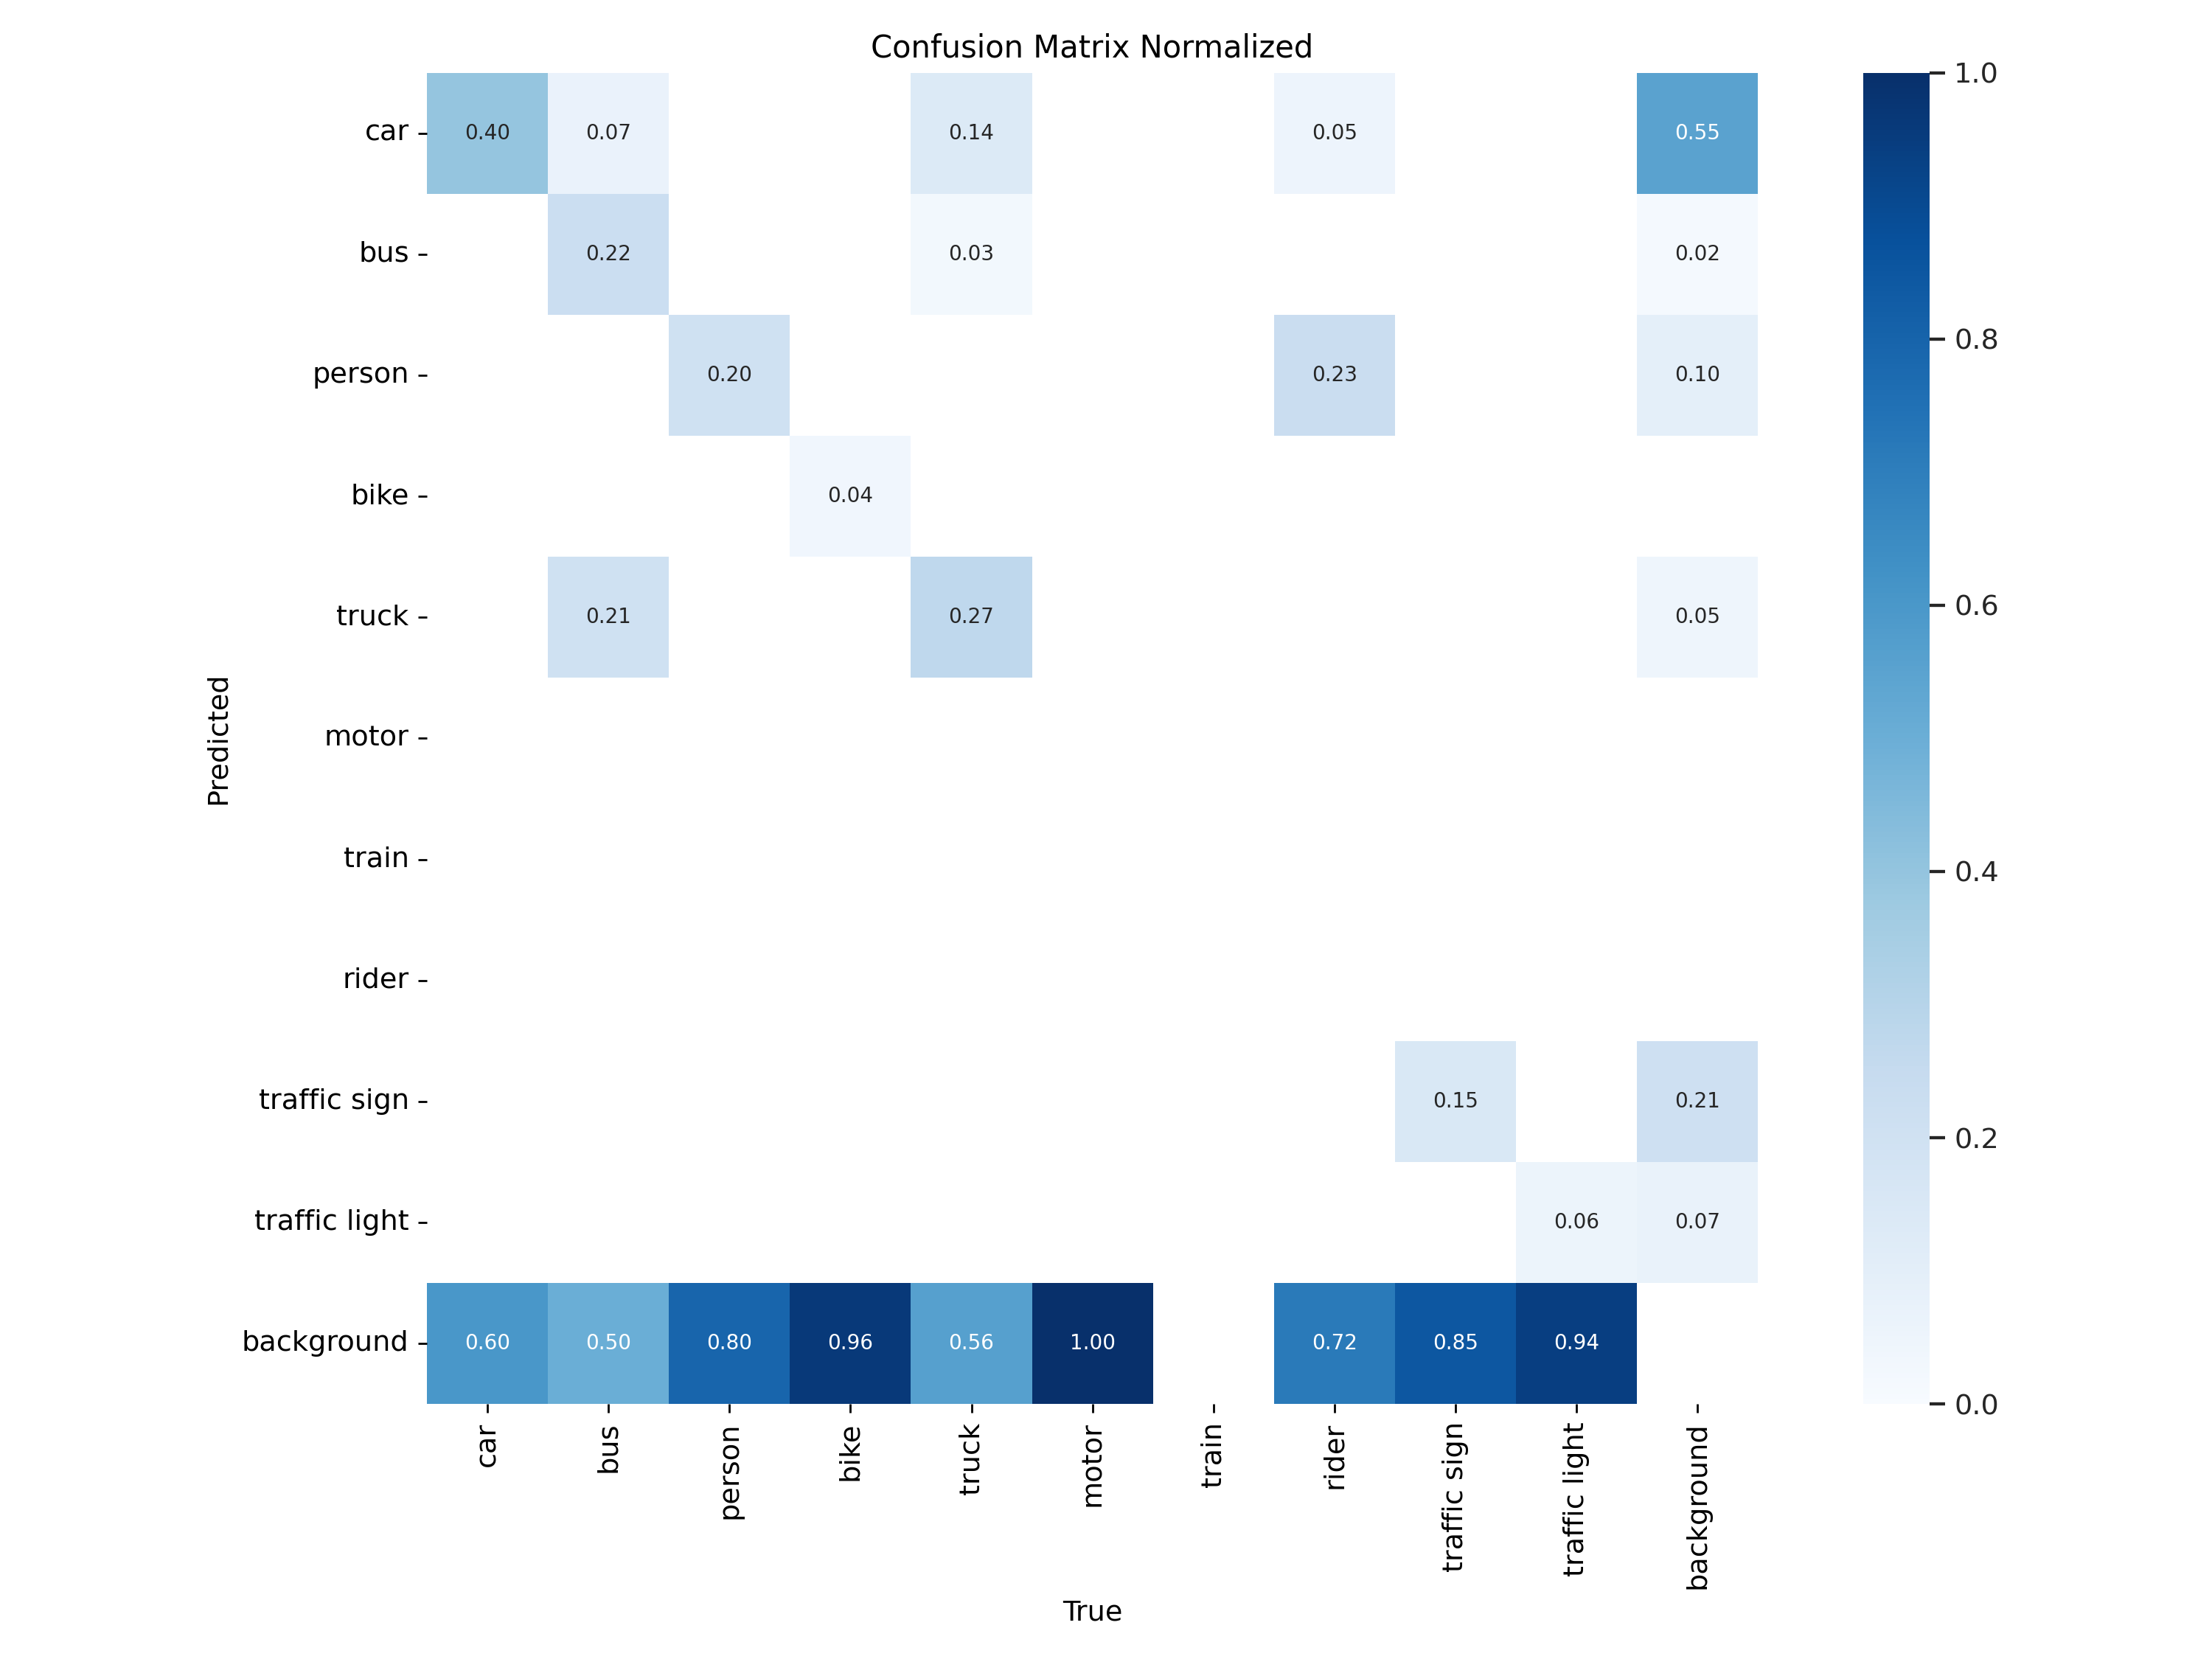 Confusion Matrix Normalized
car 0.40 0.07 0.14 0.05 0.55
bus 0.22 0.03 0.02
person 0.20 0.23 0.10
bike 0.04
truck 0.21 0.27 0.05
motor
train
rider
traffic sign 0.15 0.21
traffic light 0.06 0.07
background 0.60 0.50 0.80 0.96 0.56 1.00 0.72 0.85 0.94
car bus person bike truck motor train rider traffic sign traffic light background
True
Predicted
1.0
0.8
0.6
0.4
0.2
0.0